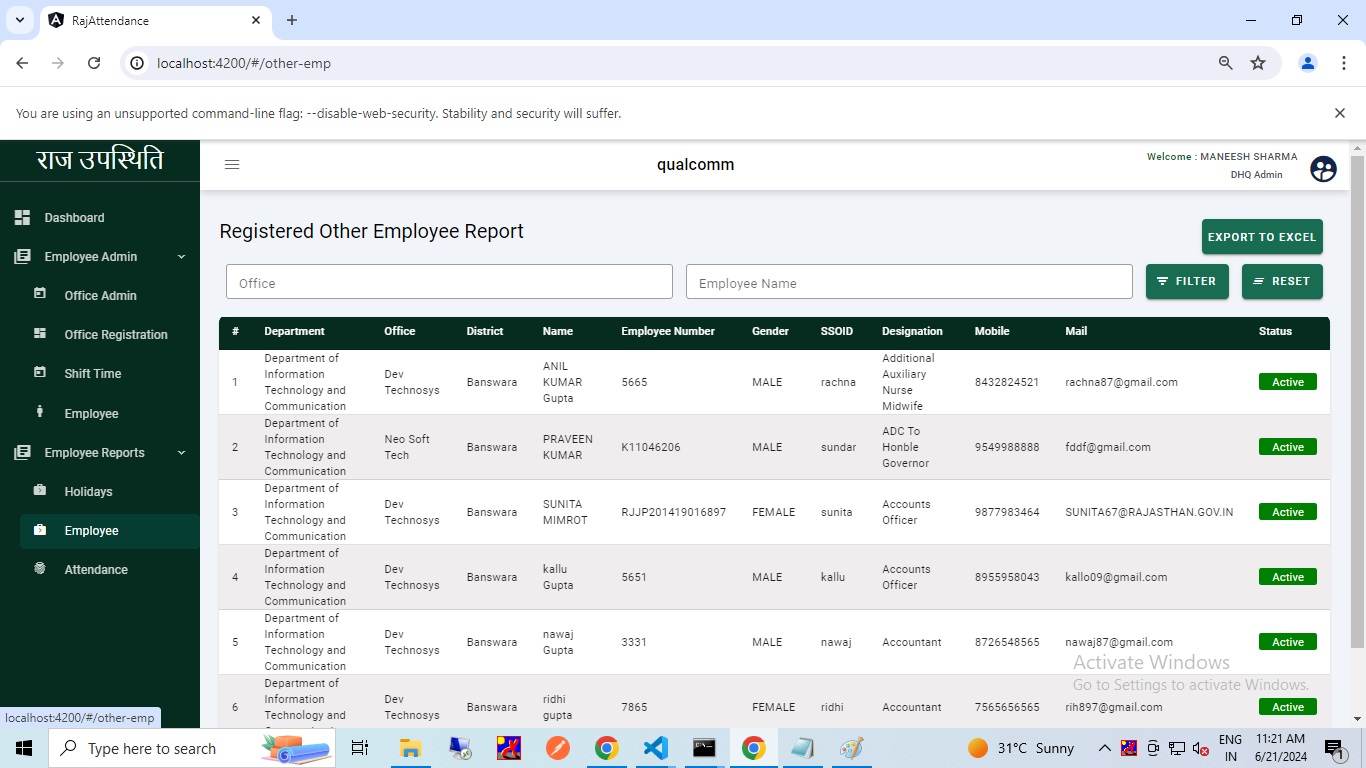 RajAttendance
localhost:4200/#/other-emp
You are using an unsupported command-line flag: --disable-web-security. Stability and security will suffer.
राज उपस्थिति
qualcomm
Welcome : MANEESH SHARMA
DHQ Admin
Dashboard
Employee Admin
Office Admin
Office Registration
Shift Time
Employee
Employee Reports
Holidays
Employee
Attendance
Registered Other Employee Report
EXPORT TO EXCEL
Office
Employee Name
FILTER
RESET
# Department Office District Name Employee Number Gender SSOID Designation Mobile Mail Status
1 Department of Information Technology and Communication Dev Technosys Banswara ANIL KUMAR Gupta 5665 MALE rachna Additional Auxiliary Nurse Midwife 8432824521 rachna87@gmail.com Active
2 Department of Information Technology and Communication Neo Soft Tech Banswara PRAVEEN KUMAR K11046206 MALE sundar ADC To Honble Governor 9549988888 fddf@gmail.com Active
3 Department of Information Technology and Communication Dev Technosys Banswara SUNITA MIMROT RJJP201419016897 FEMALE sunita Accounts Officer 9877983464 SUNITA67@RAJASTHAN.GOV.IN Active
4 Department of Information Technology and Communication Dev Technosys Banswara kallu Gupta 5651 MALE kallu Accounts Officer 8955958043 kallo09@gmail.com Active
5 Department of Information Technology and Communication Dev Technosys Banswara nawaj Gupta 3331 MALE nawaj Accountant 8726548565 nawaj87@gmail.com Active
6 Department of Information Technology and Dev Technosys Banswara ridhi gupta 7865 FEMALE ridhi Accountant 7565656565 rih897@gmail.com Active
Activate Windows
Go to Settings to activate Windows.
localhost:4200/#/other-emp
Type here to search
31°C Sunny
ENG
IN
11:21 AM
6/21/2024
1